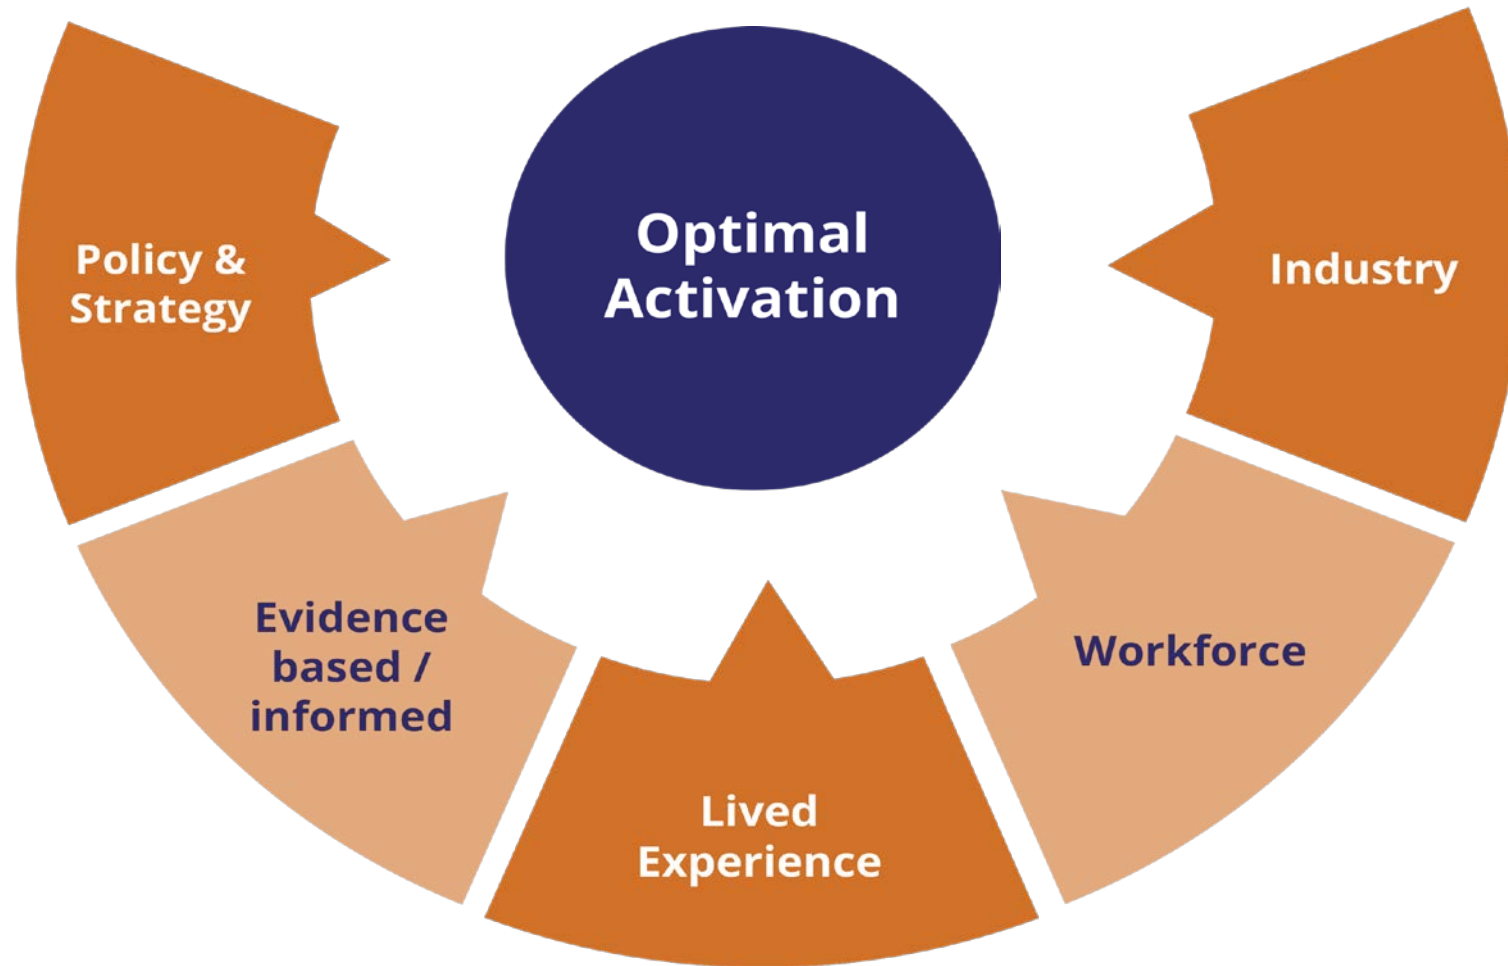 Optimal
Activation
Policy &
Strategy
Industry
Evidence
based /
informed
Workforce
Lived
Experience